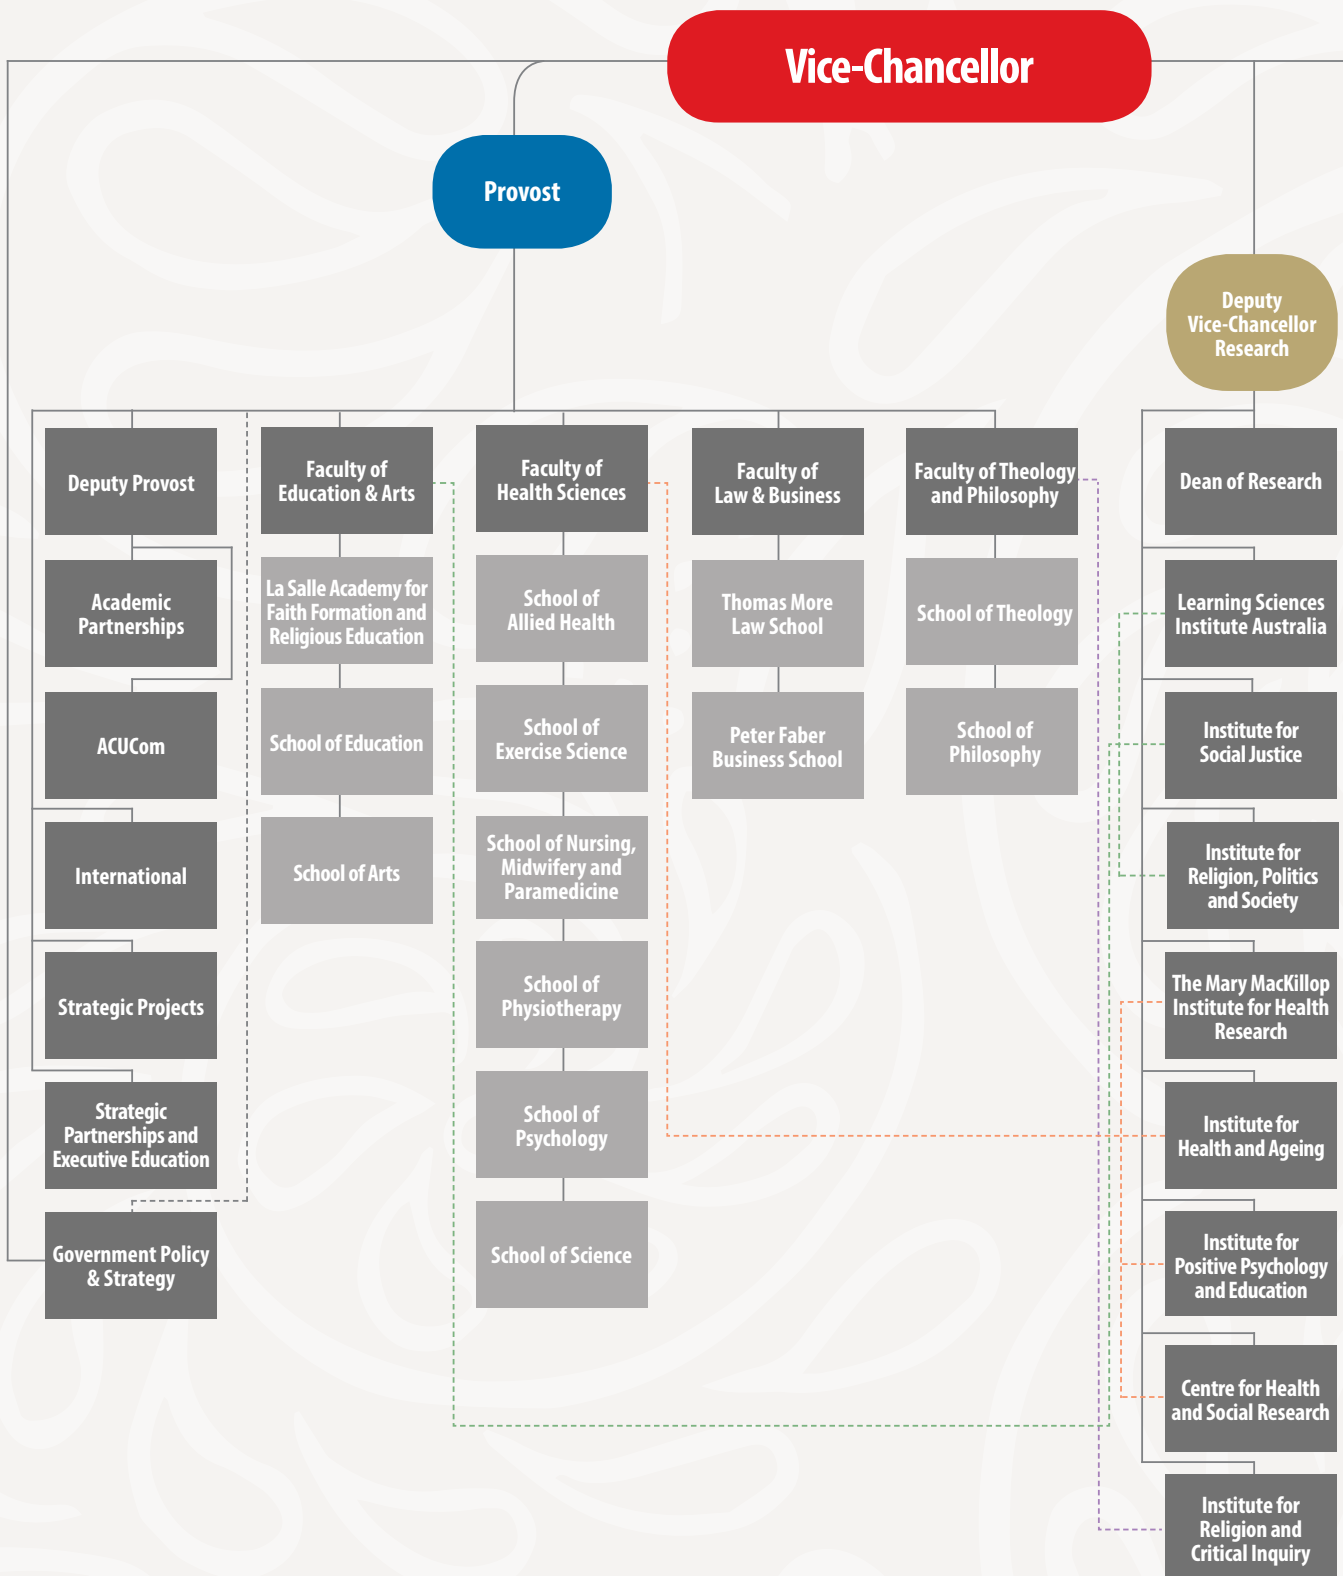 Vice-Chancellor
Provost
Deputy
Vice-Chancellor
Research
Deputy Provost
Academic
Partnerships
ACUCom
International
Strategic Projects
Strategic
Partnerships and
Executive Education
Government Policy
& Strategy
Faculty of
Education & Arts
La Salle Academy for
Faith Formation and
Religious Education
School of Education
School of Arts
Faculty of
Health Sciences
School of
Allied Health
School of
Exercise Science
School of Nursing,
Midwifery and
Paramedicine
School of
Physiotherapy
School of
Psychology
School of Science
Faculty of
Law & Business
Thomas More
Law School
Peter Faber
Business School
Faculty of Theology
and Philosophy
School of Theology
School of
Philosophy
Dean of Research
Learning Sciences
Institute Australia
Institute for
Social Justice
Institute for
Religion, Politics
and Society
The Mary MacKillop
Institute for Health
Research
Institute for
Health and Ageing
Institute for
Positive Psychology
and Education
Centre for Health
and Social Research
Institute for
Religion and
Critical Inquiry